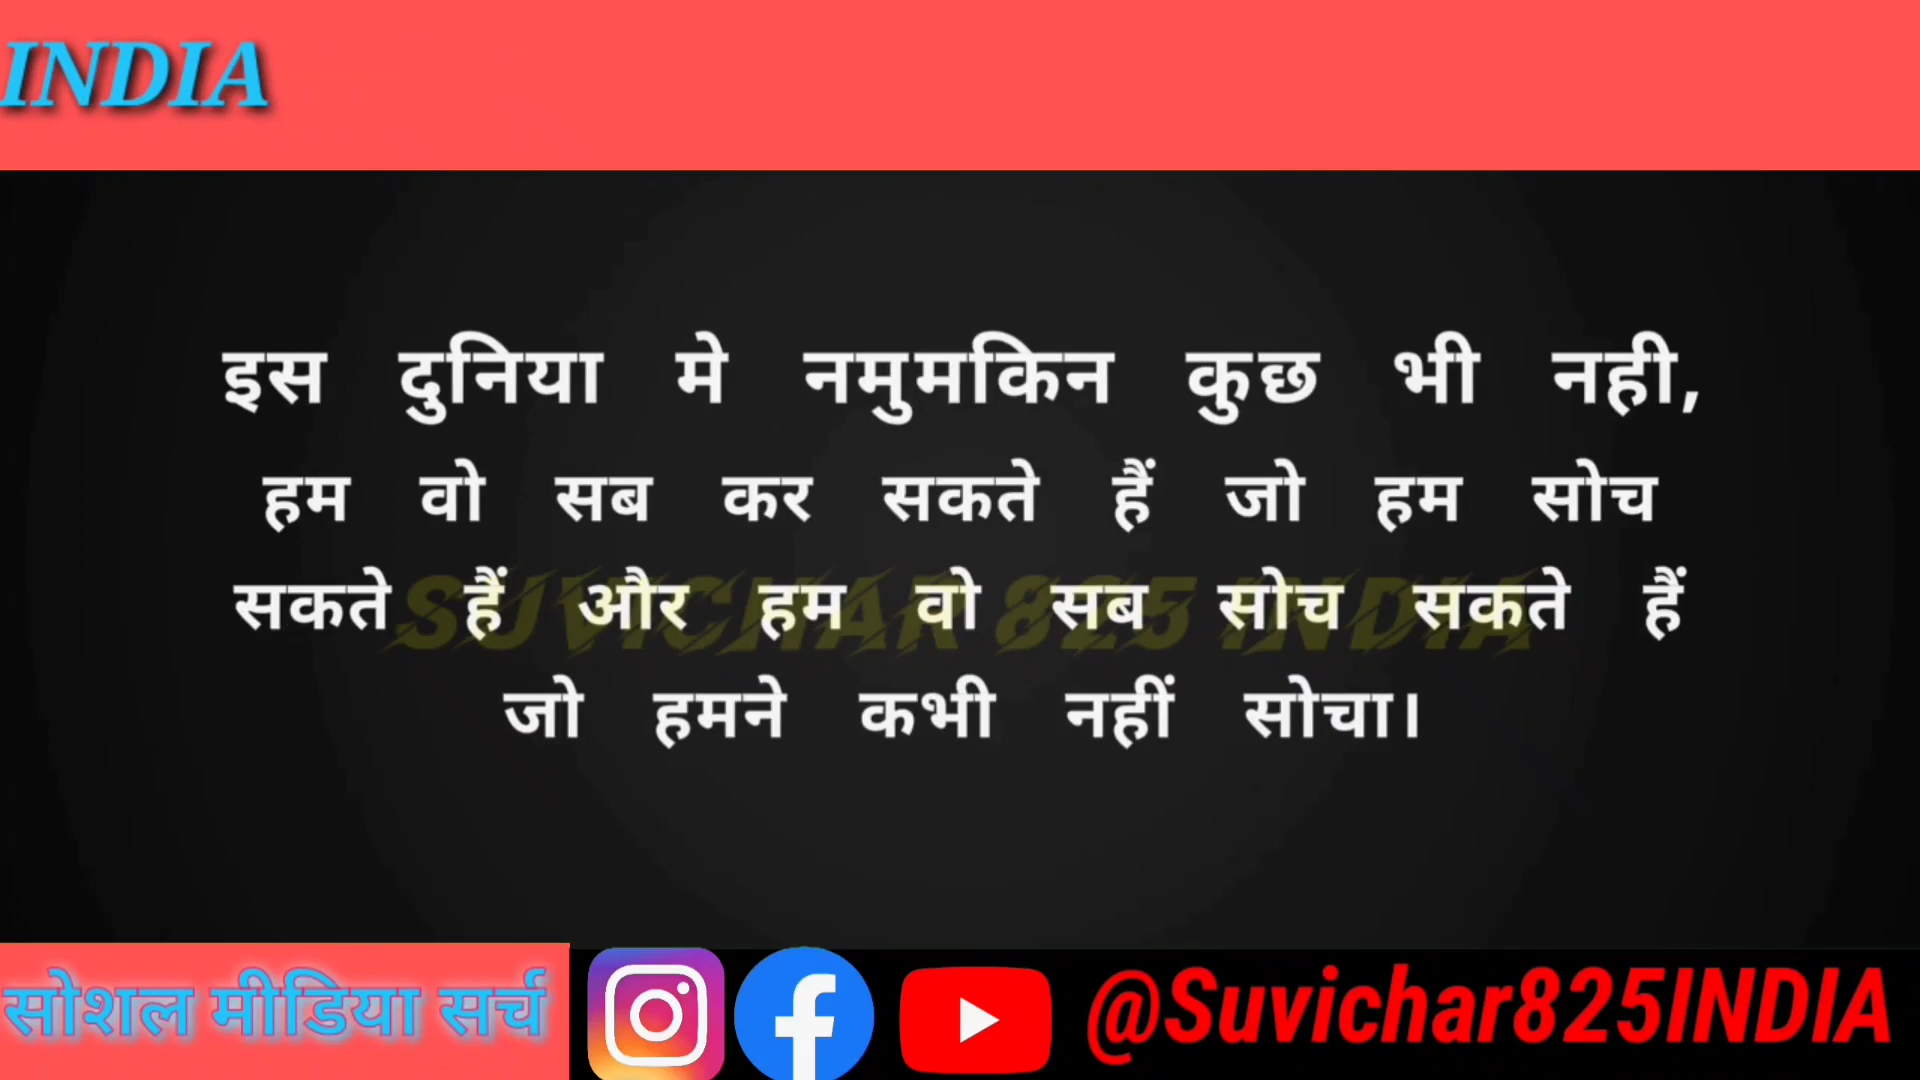 INDIA
इस दुनिया मे नमुमकिन कुछ भी नही,
हम वो सब कर सकते हैं जो हम सोच
सकते हैं और हम वो सब सोच सकते हैं
SUVICHAR 825 INDIA
जो हमने कभी नहीं सोचा।
सोशल मीडिया सर्च
@Suvichar825INDIA